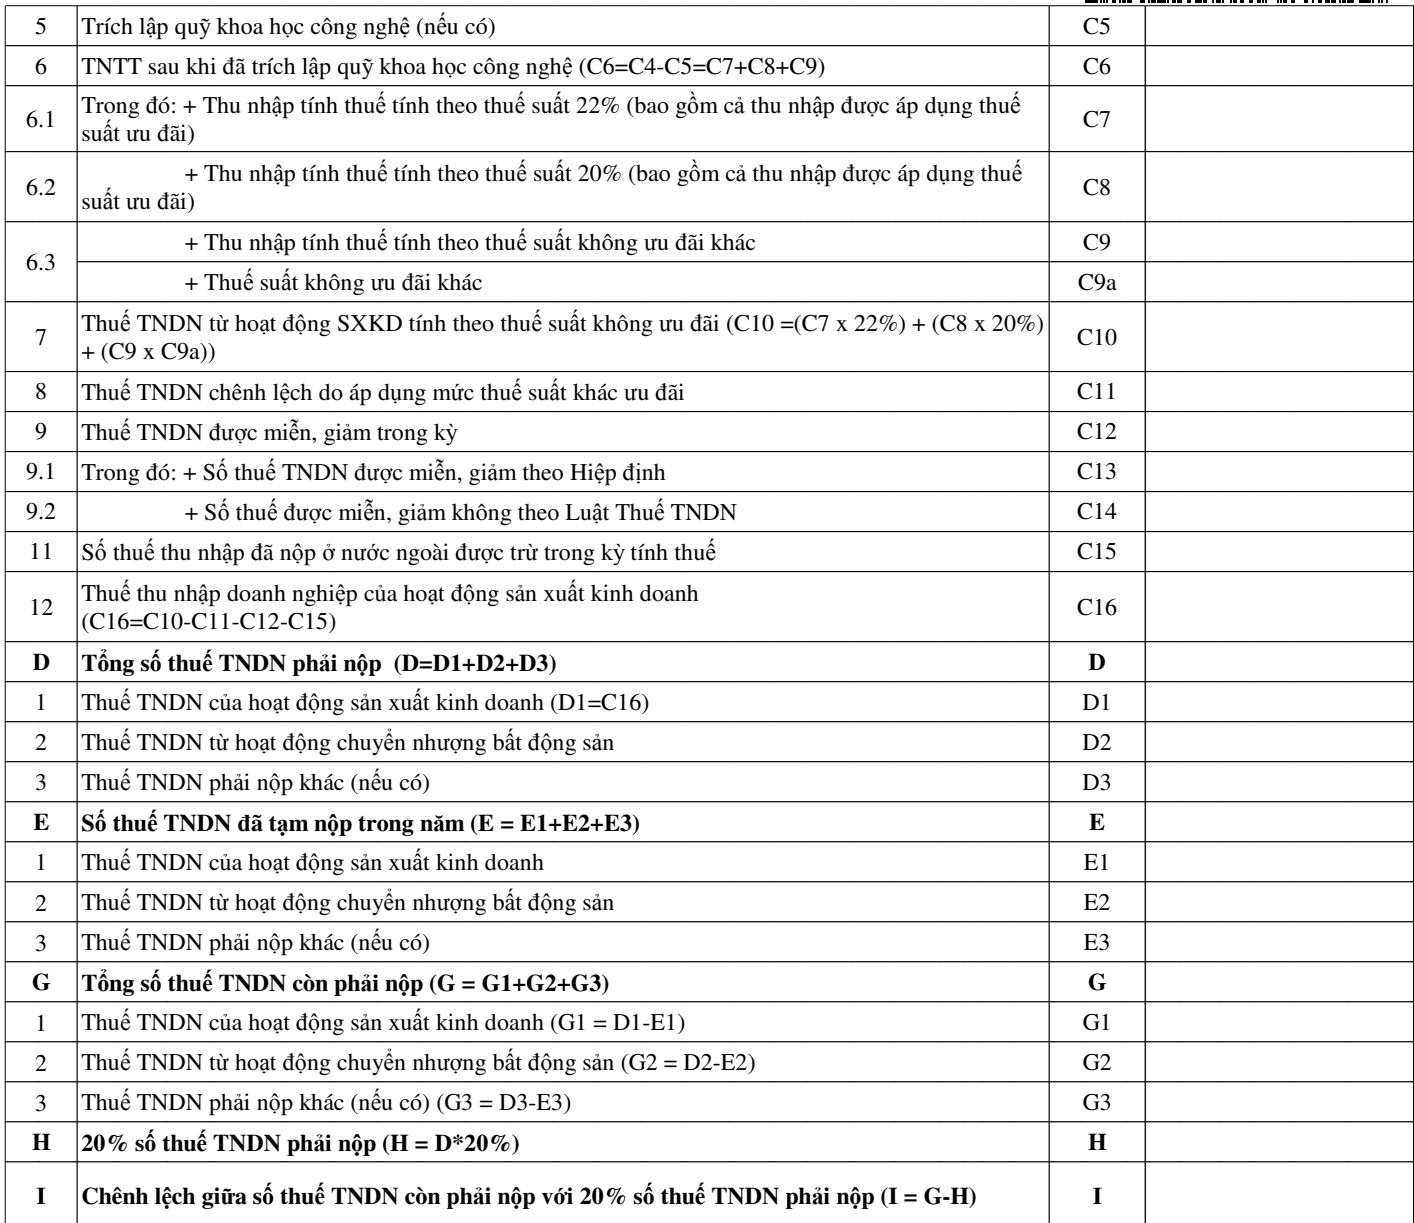 5 Trích lập quỹ khoa học công nghệ (nếu có) C5
6 TNTT sau khi đã trích lập quỹ khoa học công nghệ (C6=C4-C5=C7+C8+C9) C6
6.1 Trong đó: + Thu nhập tính thuế tính theo thuế suất 22% (bao gồm cả thu nhập được áp dụng thuế C7
suất ưu đãi)
6.2 + Thu nhập tính thuế tính theo thuế suất 20% (bao gồm cả thu nhập được áp dụng thuế C8
suất ưu đãi)
6.3 + Thu nhập tính thuế tính theo thuế suất không ưu đãi khác C9
+ Thuế suất không ưu đãi khác C9a
7 Thuế TNDN từ hoạt động SXKD tính theo thuế suất không ưu đãi (C10 =(C7 x 22%) + (C8 x 20%) C10
+ (C9 x C9a))
8 Thuế TNDN chênh lệch do áp dụng mức thuế suất khác ưu đãi C11
9 Thuế TNDN được miễn, giảm trong kỳ C12
9.1 Trong đó: + Số thuế TNDN được miễn, giảm theo Hiệp định C13
9.2 + Số thuế được miễn, giảm không theo Luật Thuế TNDN C14
11 Số thuế thu nhập đã nộp ở nước ngoài được trừ trong kỳ tính thuế C15
12 Thuế thu nhập doanh nghiệp của hoạt động sản xuất kinh doanh C16
(C16=C10-C11-C12-C15)
D Tổng số thuế TNDN phải nộp (D=D1+D2+D3) D
1 Thuế TNDN của hoạt động sản xuất kinh doanh (D1=C16) D1
2 Thuế TNDN từ hoạt động chuyển nhượng bất động sản D2
3 Thuế TNDN phải nộp khác (nếu có) D3
E Số thuế TNDN đã tạm nộp trong năm (E = E1+E2+E3) E
1 Thuế TNDN của hoạt động sản xuất kinh doanh E1
2 Thuế TNDN từ hoạt động chuyển nhượng bất động sản E2
3 Thuế TNDN phải nộp khác (nếu có) E3
G Tổng số thuế TNDN còn phải nộp (G = G1+G2+G3) G
1 Thuế TNDN của hoạt động sản xuất kinh doanh (G1 = D1-E1) G1
2 Thuế TNDN từ hoạt động chuyển nhượng bất động sản (G2 = D2-E2) G2
3 Thuế TNDN phải nộp khác (nếu có) (G3 = D3-E3) G3
H 20% số thuế TNDN phải nộp (H = D*20%) H
I Chênh lệch giữa số thuế TNDN còn phải nộp với 20% số thuế TNDN phải nộp (I = G-H) I